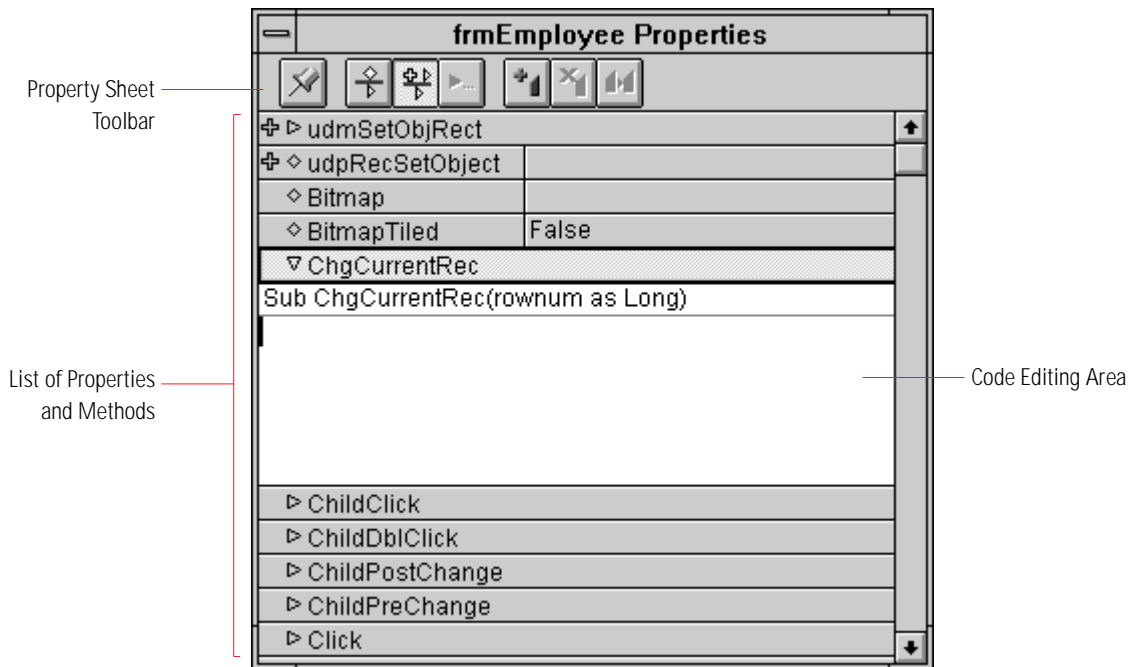 frmEmployee Properties
Property Sheet
Toolbar
udmSetObjRect
udpRecSetObject
Bitmap
BitmapTiled False
ChgCurrentRec
Sub ChgCurrentRec(rownum as Long)
List of Properties
and Methods
Code Editing Area
ChildClick
ChildDblClick
ChildPostChange
ChildPreChange
Click